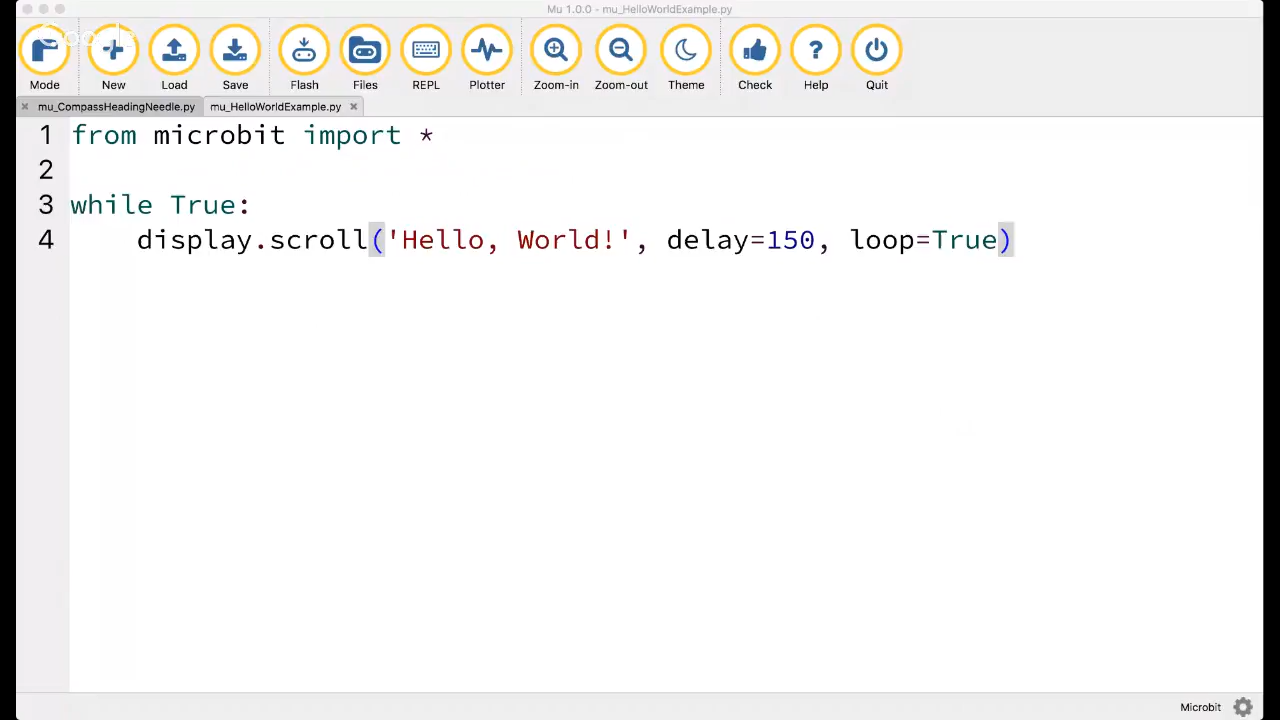 Mu 1.0.0 - mu_HelloWorldExample.py
Google
Mode New Load Save Flash Files REPL Plotter Zoom-in Zoom-out Theme Check Help Quit
mu_CompassHeadingNeedle.py mu_HelloWorldExample.py
1 from microbit import *
2
3 while True:
4 display.scroll('Hello, World!', delay=150, loop=True)
Microbit